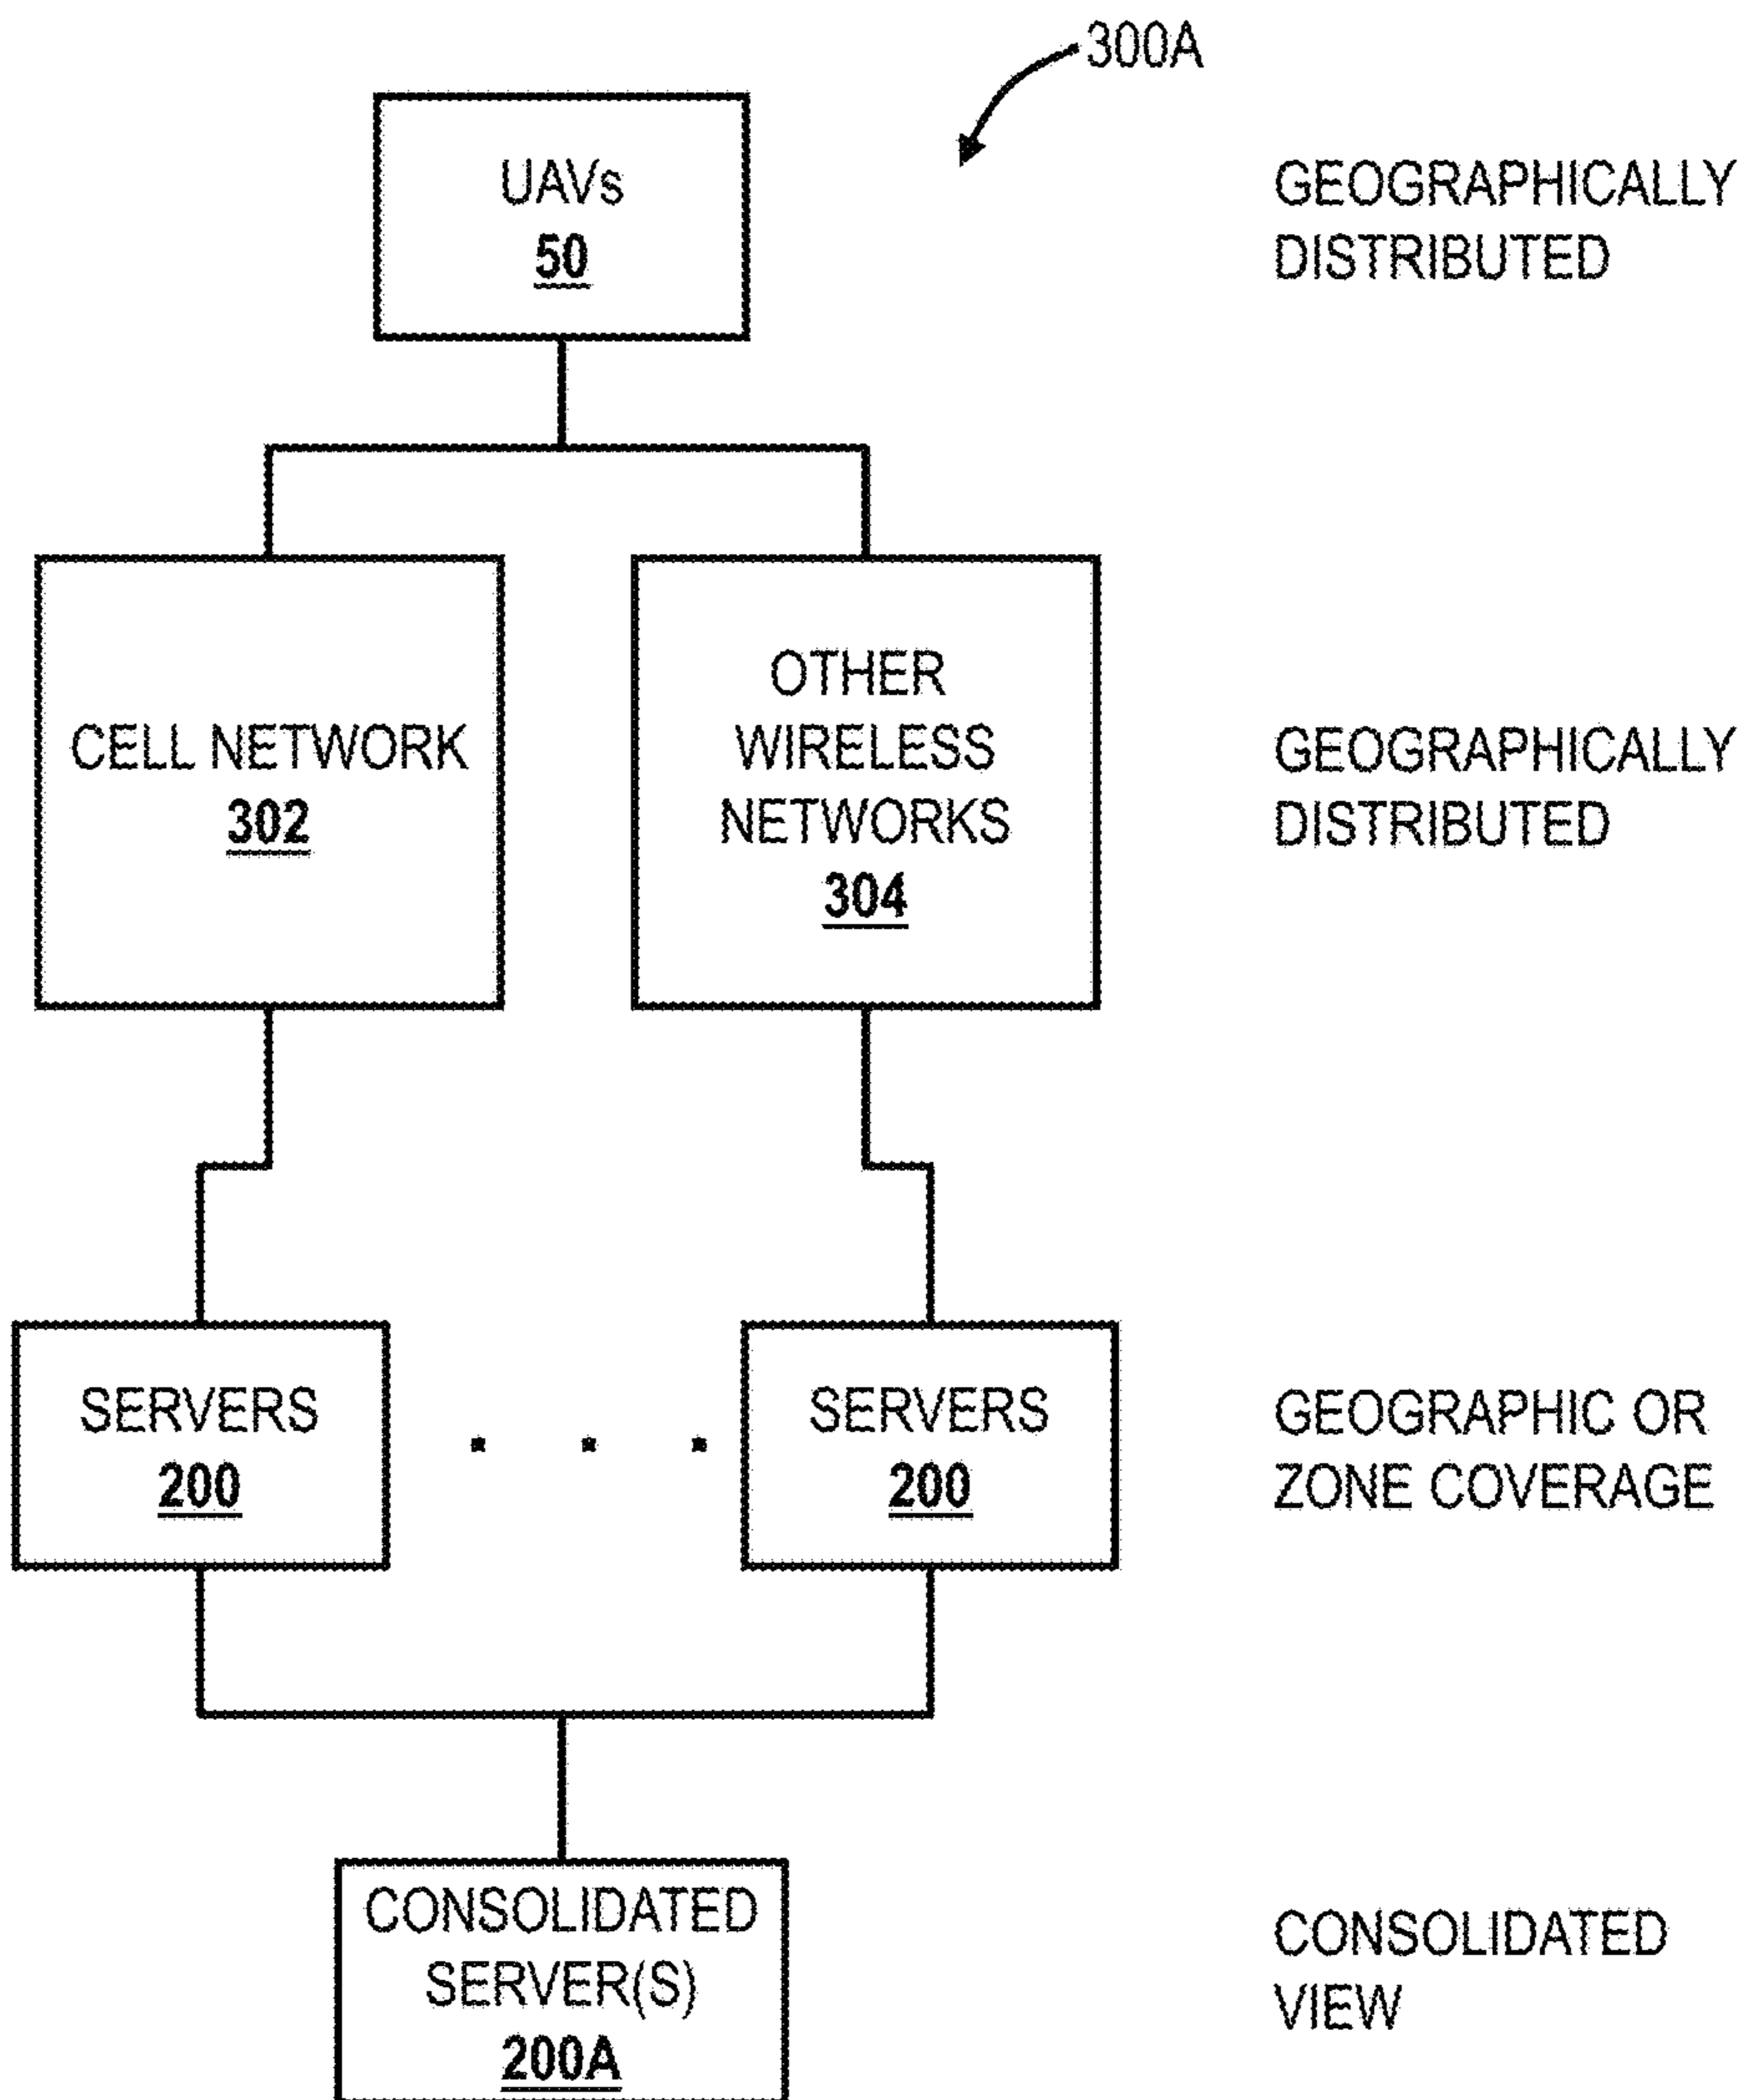 300A
UAVs
50
GEOGRAPHICALLY
DISTRIBUTED
CELL NETWORK
302
OTHER
WIRELESS
NETWORKS
304
GEOGRAPHICALLY
DISTRIBUTED
SERVERS
200
. . .
SERVERS
200
GEOGRAPHIC OR
ZONE COVERAGE
CONSOLIDATED
SERVER(S)
200A
CONSOLIDATED
VIEW